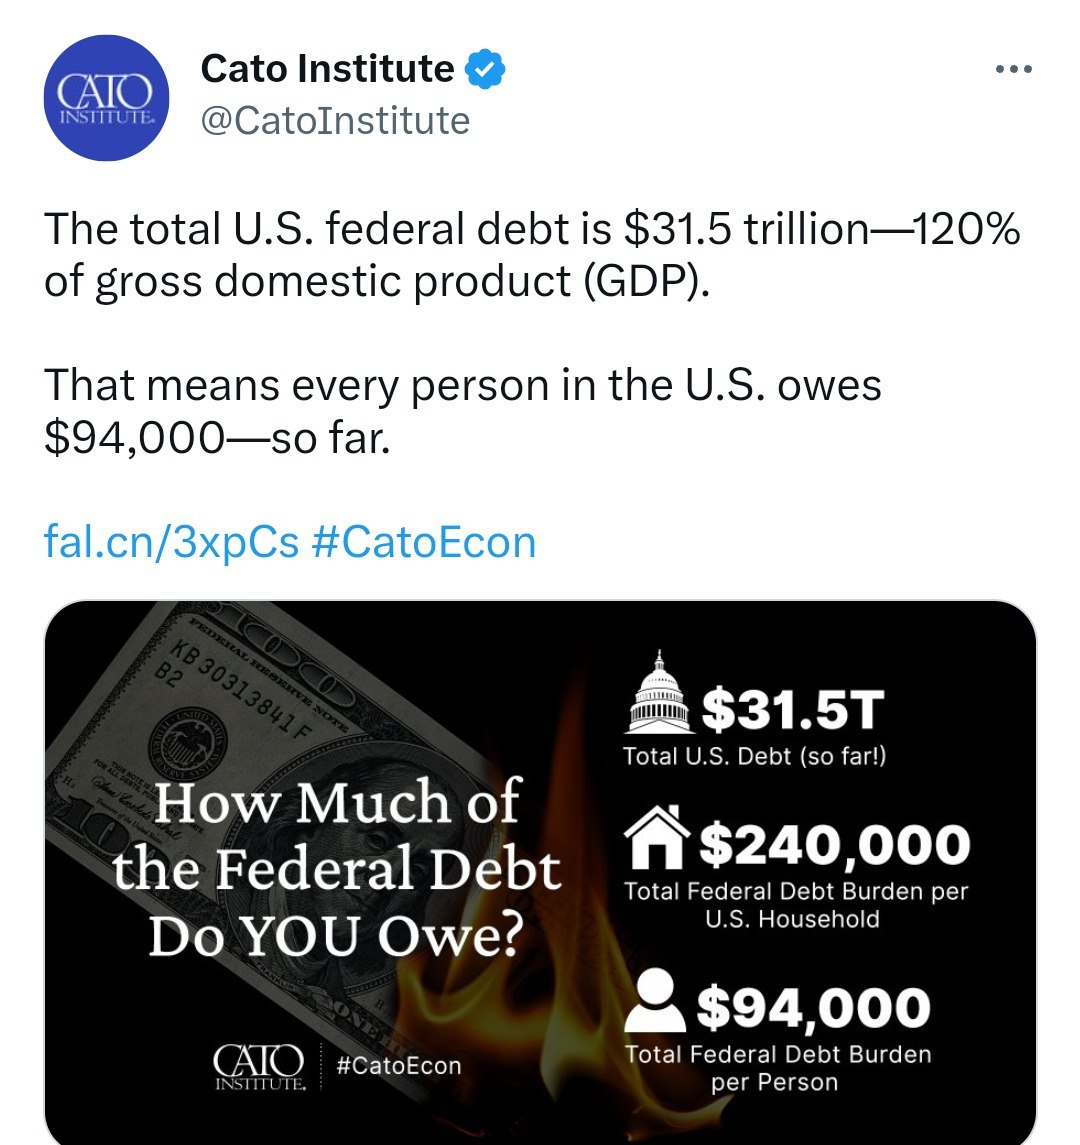 CATO
INSTITUTE.
Cato Institute
@CatoInstitute
The total U.S. federal debt is $31.5 trillion—120%
of gross domestic product (GDP).
That means every person in the U.S. owes
$94,000—so far.
fal.cn/3xpCs #CatoEcon
FEDERAL RESERVE NOTE
KB 30313841 F
B2
How Much of
the Federal Debt
Do YOU Owe?
CATO
INSTITUTE.
#CatoEcon
$31.5T
Total U.S. Debt (so far!)
$240,000
Total Federal Debt Burden per
U.S. Household
$94,000
Total Federal Debt Burden
per Person